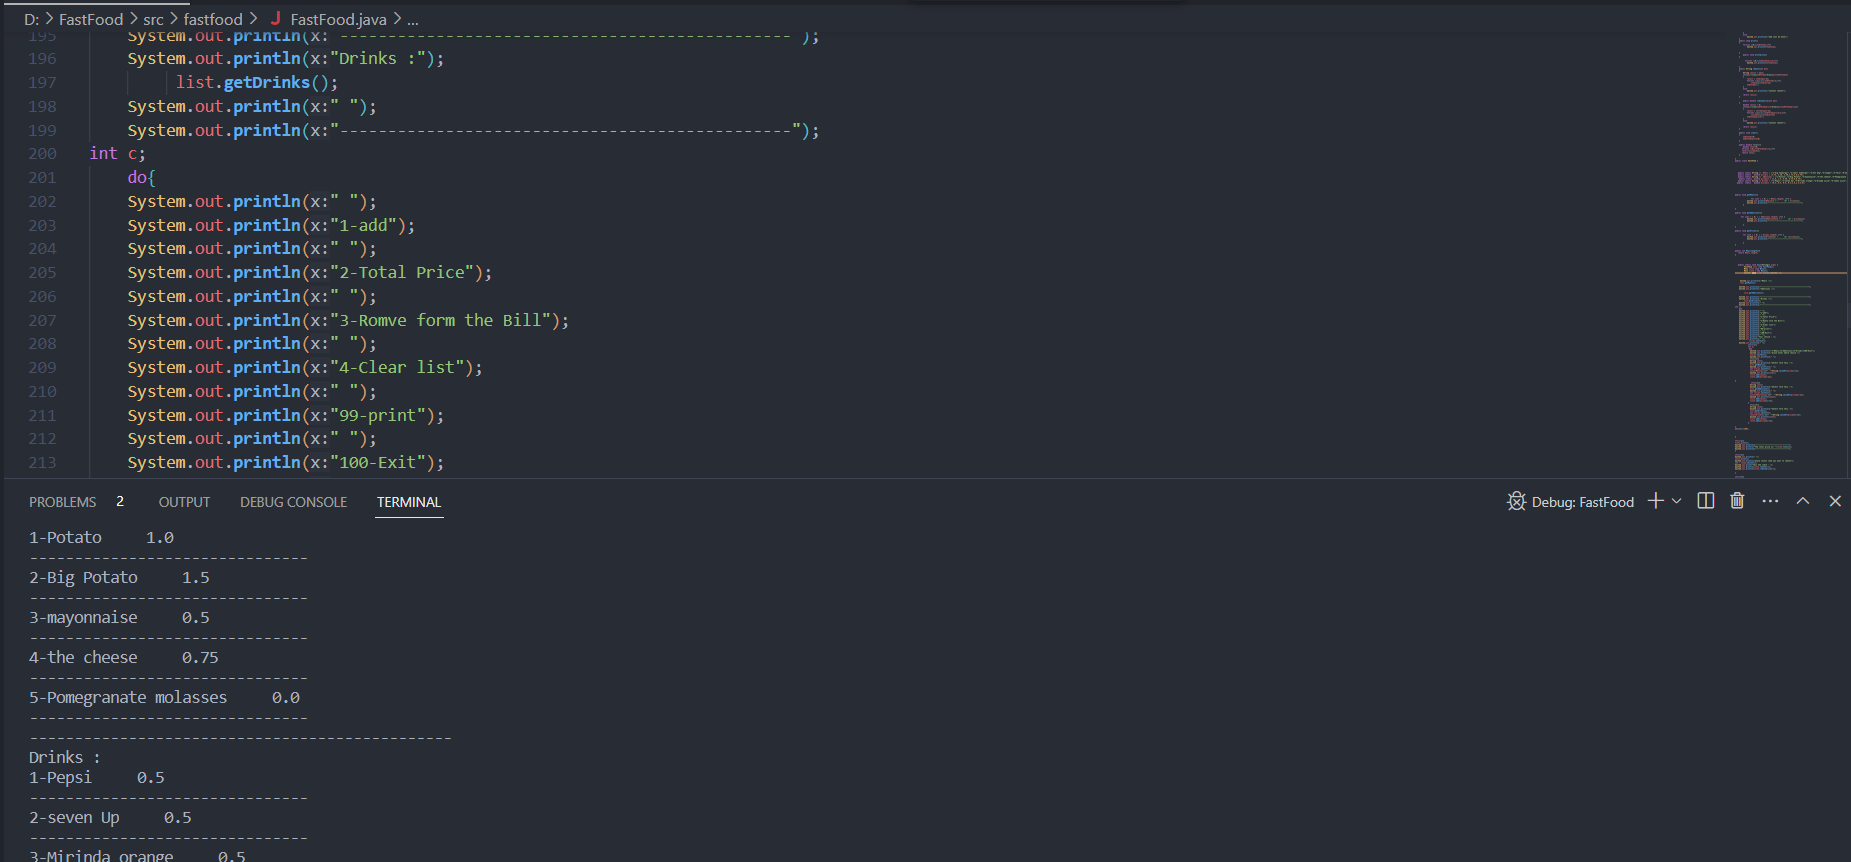 D: > FastFood > src > fastfood > J FastFood.java > ...
195 System.out.println(x:"-----------------------------------------------");
196 System.out.println(x:"Drinks :");
197 list.getDrinks();
198 System.out.println(x:" ");
199 System.out.println(x:"-----------------------------------------------");
200 int c;
201 do{
202 System.out.println(x:" ");
203 System.out.println(x:"1-add");
204 System.out.println(x:" ");
205 System.out.println(x:"2-Total Price");
206 System.out.println(x:" ");
207 System.out.println(x:"3-Romve form the Bill");
208 System.out.println(x:" ");
209 System.out.println(x:"4-Clear list");
210 System.out.println(x:" ");
211 System.out.println(x:"99-print");
212 System.out.println(x:" ");
213 System.out.println(x:"100-Exit");
PROBLEMS 2 OUTPUT DEBUG CONSOLE TERMINAL Debug: FastFood
1-Potato 1.0
-------------------------------
2-Big Potato 1.5
-------------------------------
3-mayonnaise 0.5
-------------------------------
4-the cheese 0.75
-------------------------------
5-Pomegranate molasses 0.0
-------------------------------
-----------------------------------------------
Drinks :
1-Pepsi 0.5
-------------------------------
2-seven Up 0.5
-------------------------------
3-Mirinda orange 0.5